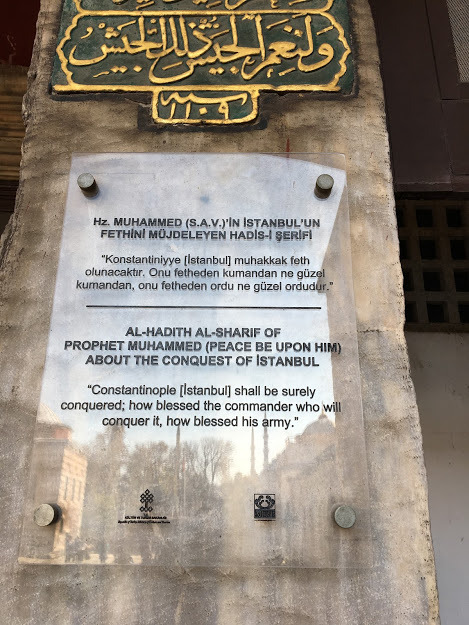 ولنعم الجيش ذلك الجيش
سنة
Hz. MUHAMMED (S.A.V.)'İN İSTANBUL'UN
FETHİNİ MÜJDELEYEN HADİS-İ ŞERİFİ
"Konstantiniyye [İstanbul] muhakkak feth
olunacaktır. Onu fetheden kumandan ne güzel
kumandan, onu fetheden ordu ne güzel ordudur."
AL-HADITH AL-SHARIF OF
PROPHET MUHAMMED (PEACE BE UPON HIM)
ABOUT THE CONQUEST OF İSTANBUL
"Constantinople [İstanbul] shall be surely
conquered; how blessed the commander who will
conquer it, how blessed his army."